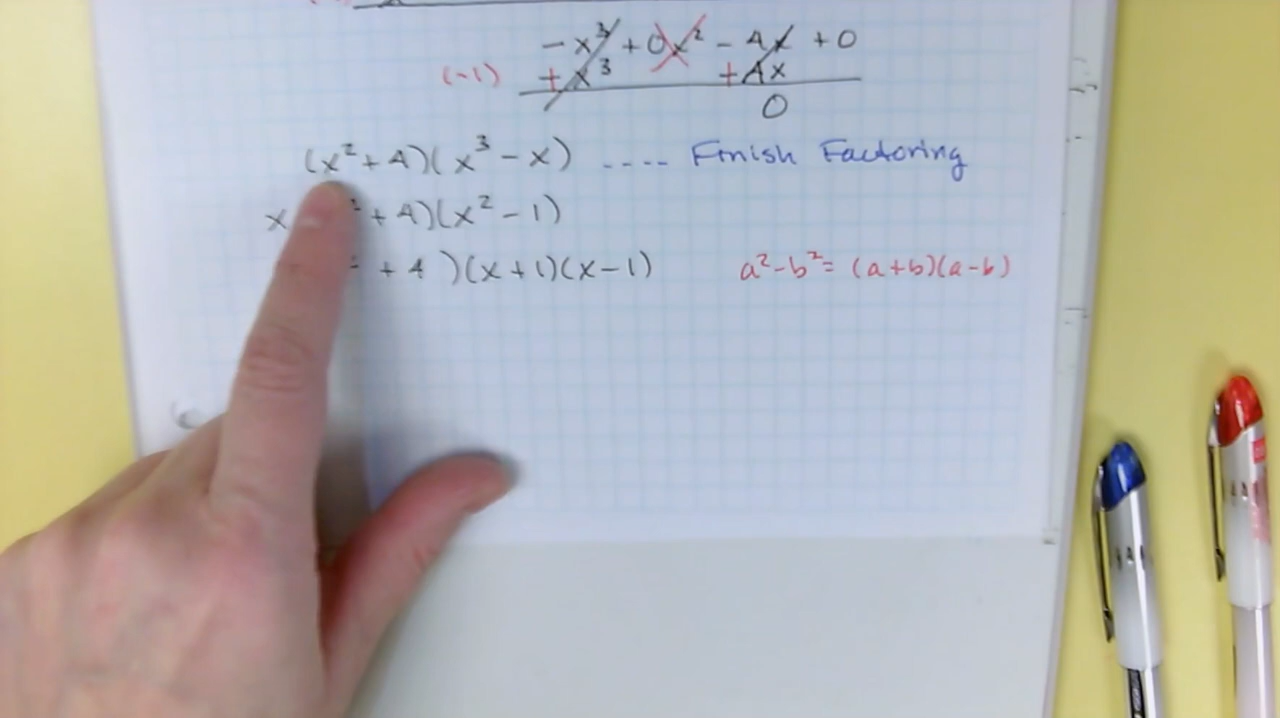 - x³ + 0x² - 4x + 0
(-1) + x³ + 4x
0
(x² + 4)(x³ - x) .... Finish Factoring
x + 4)(x² - 1)
+ 4 )(x + 1)(x - 1) a² - b² = (a + b)(a - b)